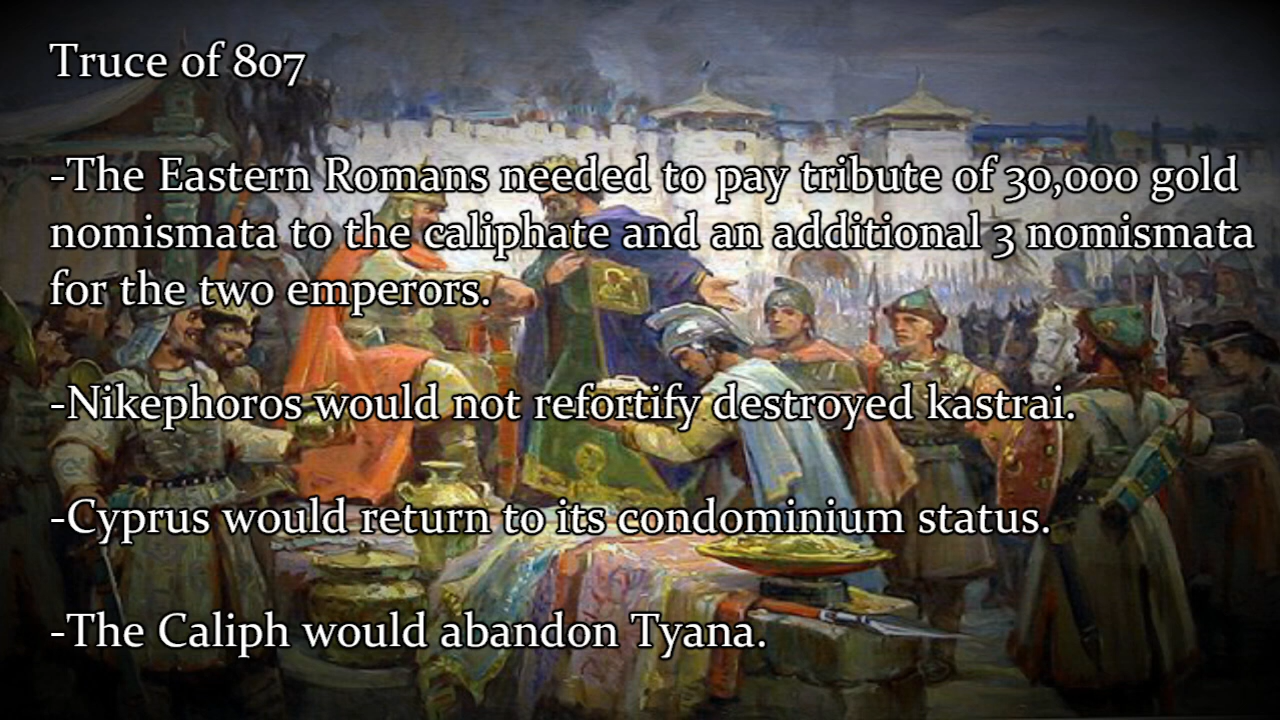 Truce of 807
-The Eastern Romans needed to pay tribute of 30,000 gold
nomismata to the caliphate and an additional 3 nomismata
for the two emperors.
-Nikephoros would not refortify destroyed kastrai.
-Cyprus would return to its condominium status.
-The Caliph would abandon Tyana.